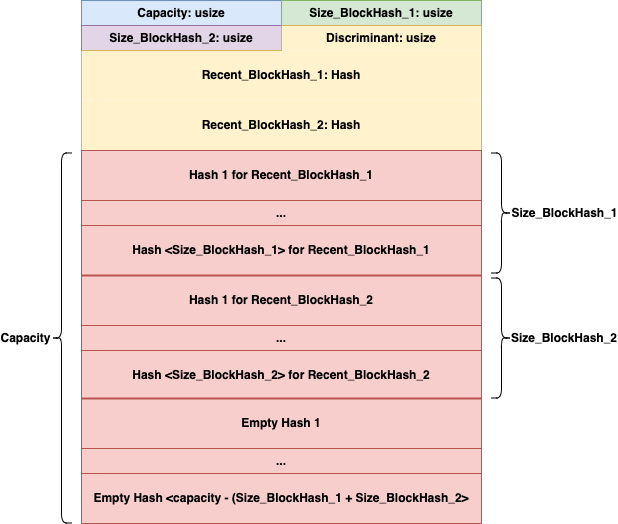 Capacity: usize
Size_BlockHash_1: usize
Size_BlockHash_2: usize
Discriminant: usize
Recent_BlockHash_1: Hash
Recent_BlockHash_2: Hash
Hash 1 for Recent_BlockHash_1
...
Hash <Size_BlockHash_1> for Recent_BlockHash_1
Size_BlockHash_1
Hash 1 for Recent_BlockHash_2
...
Hash <Size_BlockHash_2> for Recent_BlockHash_2
Size_BlockHash_2
Capacity
Empty Hash 1
...
Empty Hash <capacity - (Size_BlockHash_1 + Size_BlockHash_2>